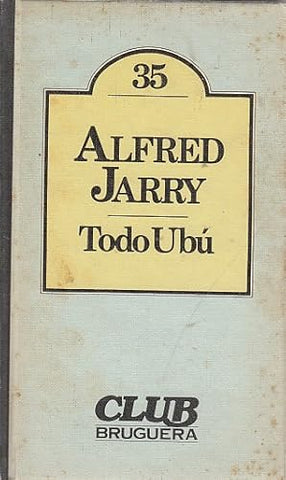 35
ALFRED
JARRY
Todo Ubú
CLUB
BRUGUERA